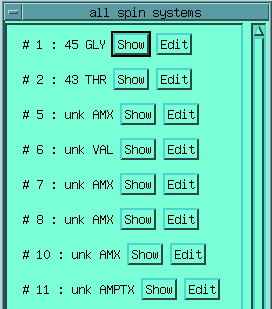 all spin systems
# 1 : 45 GLY Show Edit
# 2 : 43 THR Show Edit
# 5 : unk AMX Show Edit
# 6 : unk VAL Show Edit
# 7 : unk AMX Show Edit
# 8 : unk AMX Show Edit
# 10 : unk AMX Show Edit
# 11 : unk AMPTX Show Edit